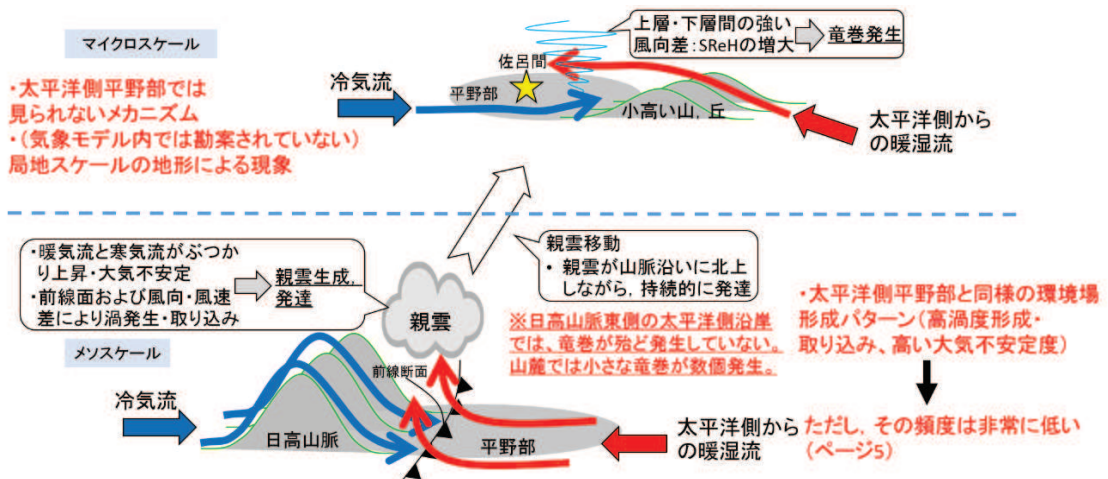 マイクロスケール
・太平洋側平野部では
見られないメカニズム
・(気象モデル内では勘案されていない)
局地スケールの地形による現象
冷気流
平野部
佐呂間
上層・下層間の強い
風向差:SReHの増大
竜巻発生
小高い山,丘
太平洋側から
の暖湿流
・暖気流と寒気流がぶつか
り上昇・大気不安定
・前線面および風向・風速
差により渦発生・取り込み
親雲生成,
発達
親雲
親雲移動
・ 親雲が山脈沿いに北上
しながら,持続的に発達
※日高山脈東側の太平洋側沿岸
では、竜巻が殆ど発生していない。
山麓では小さな竜巻が数個発生。
・太平洋側平野部と同様の環境場
形成パターン(高渦度形成・
取り込み、高い大気不安定度)
メソスケール
冷気流
日高山脈
前線断面
平野部
太平洋側から
の暖湿流
ただし、その頻度は非常に低い
(ページ5)